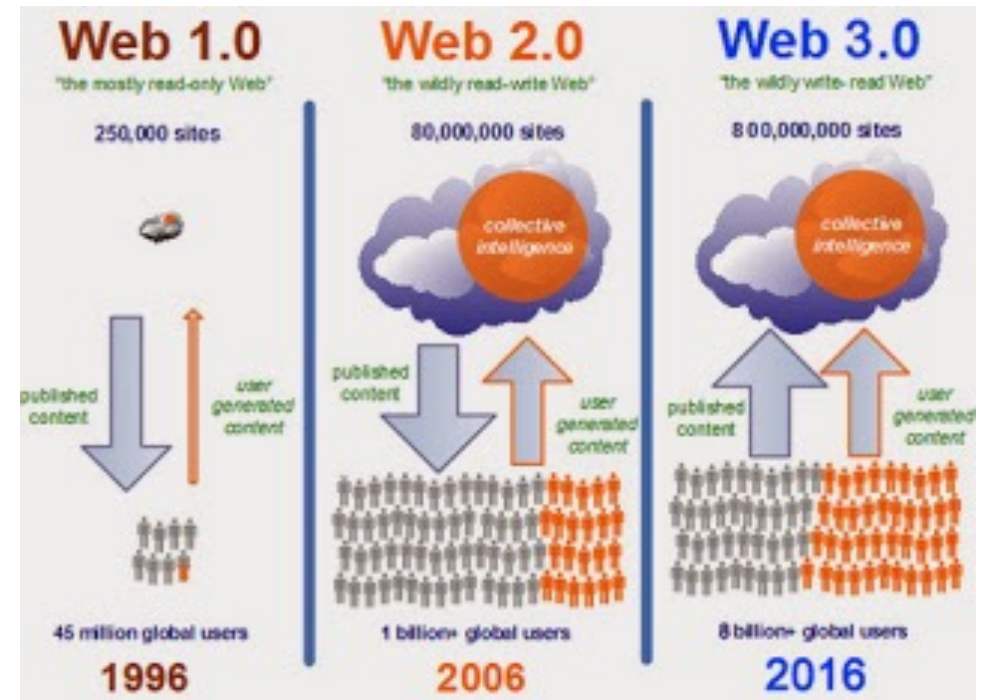 Web 1.0
"the mostly read-only Web"
250,000 sites
published
content
user
generated
content
45 million global users
1996
Web 2.0
"the wildly read-write Web"
80,000,000 sites
collective
intelligence
published
content
user
generated
content
1 billion+ global users
2006
Web 3.0
"the wildly write- read Web"
800,000,000 sites
collective
intelligence
published
content
user
generated
content
8 billion+ global users
2016